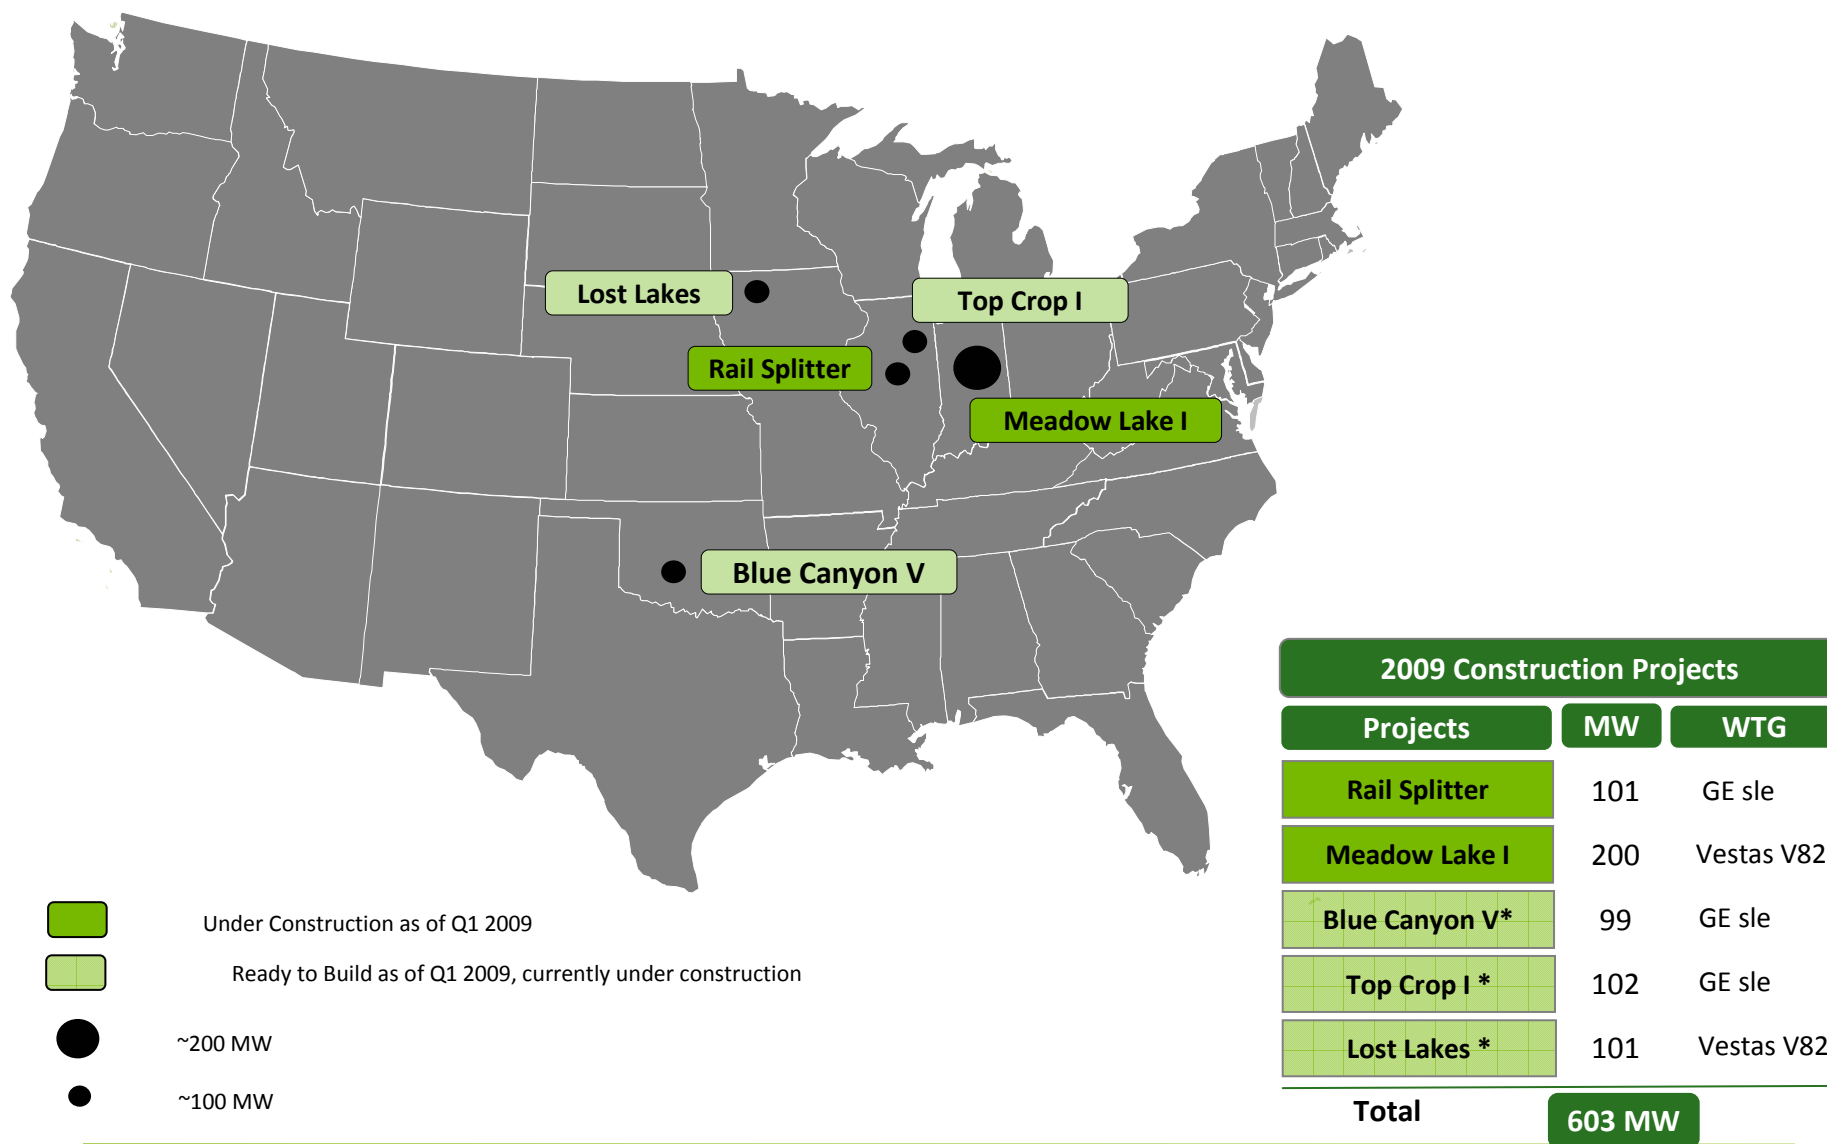 Lost Lakes
Top Crop I
Rail Splitter
Meadow Lake I
Blue Canyon V
2009 Construction Projects
Projects MW WTG
Rail Splitter 101 GE sle
Meadow Lake I 200 Vestas V82
Blue Canyon V* 99 GE sle
Top Crop I * 102 GE sle
Lost Lakes * 101 Vestas V82
Total 603 MW
Under Construction as of Q1 2009
Ready to Build as of Q1 2009, currently under construction
~200 MW
~100 MW